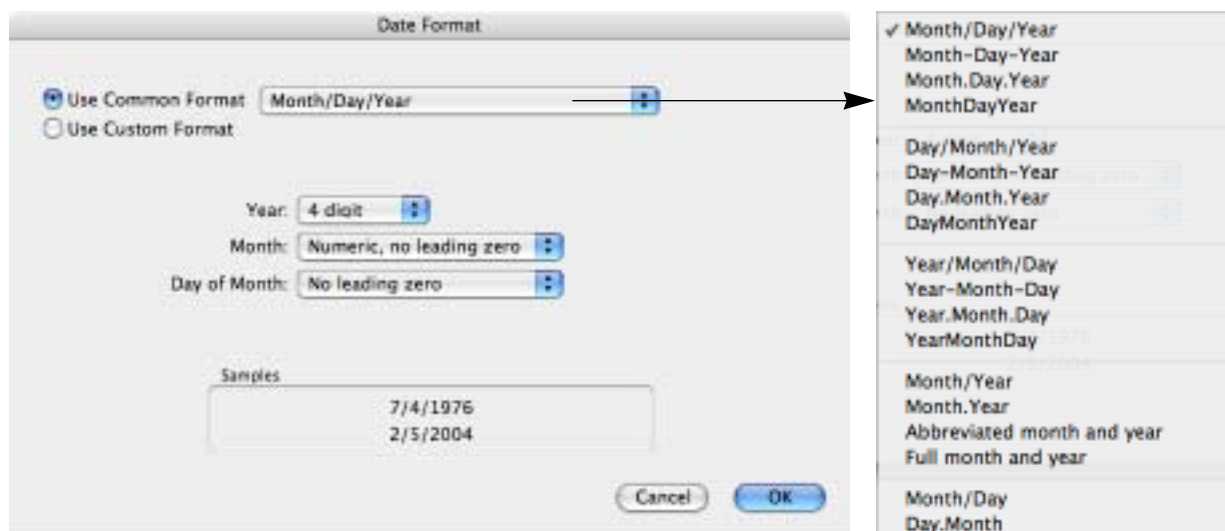 Date Format
Use Common Format Month/Day/Year
Use Custom Format
Year: 4 digit
Month: Numeric, no leading zero
Day of Month: No leading zero
Samples
7/4/1976
2/5/2004
Cancel OK
✓ Month/Day/Year
Month-Day-Year
Month.Day.Year
MonthDayYear
Day/Month/Year
Day-Month-Year
Day.Month.Year
DayMonthYear
Year/Month/Day
Year-Month-Day
Year.Month.Day
YearMonthDay
Month/Year
Month.Year
Abbreviated month and year
Full month and year
Month/Day
Day.Month